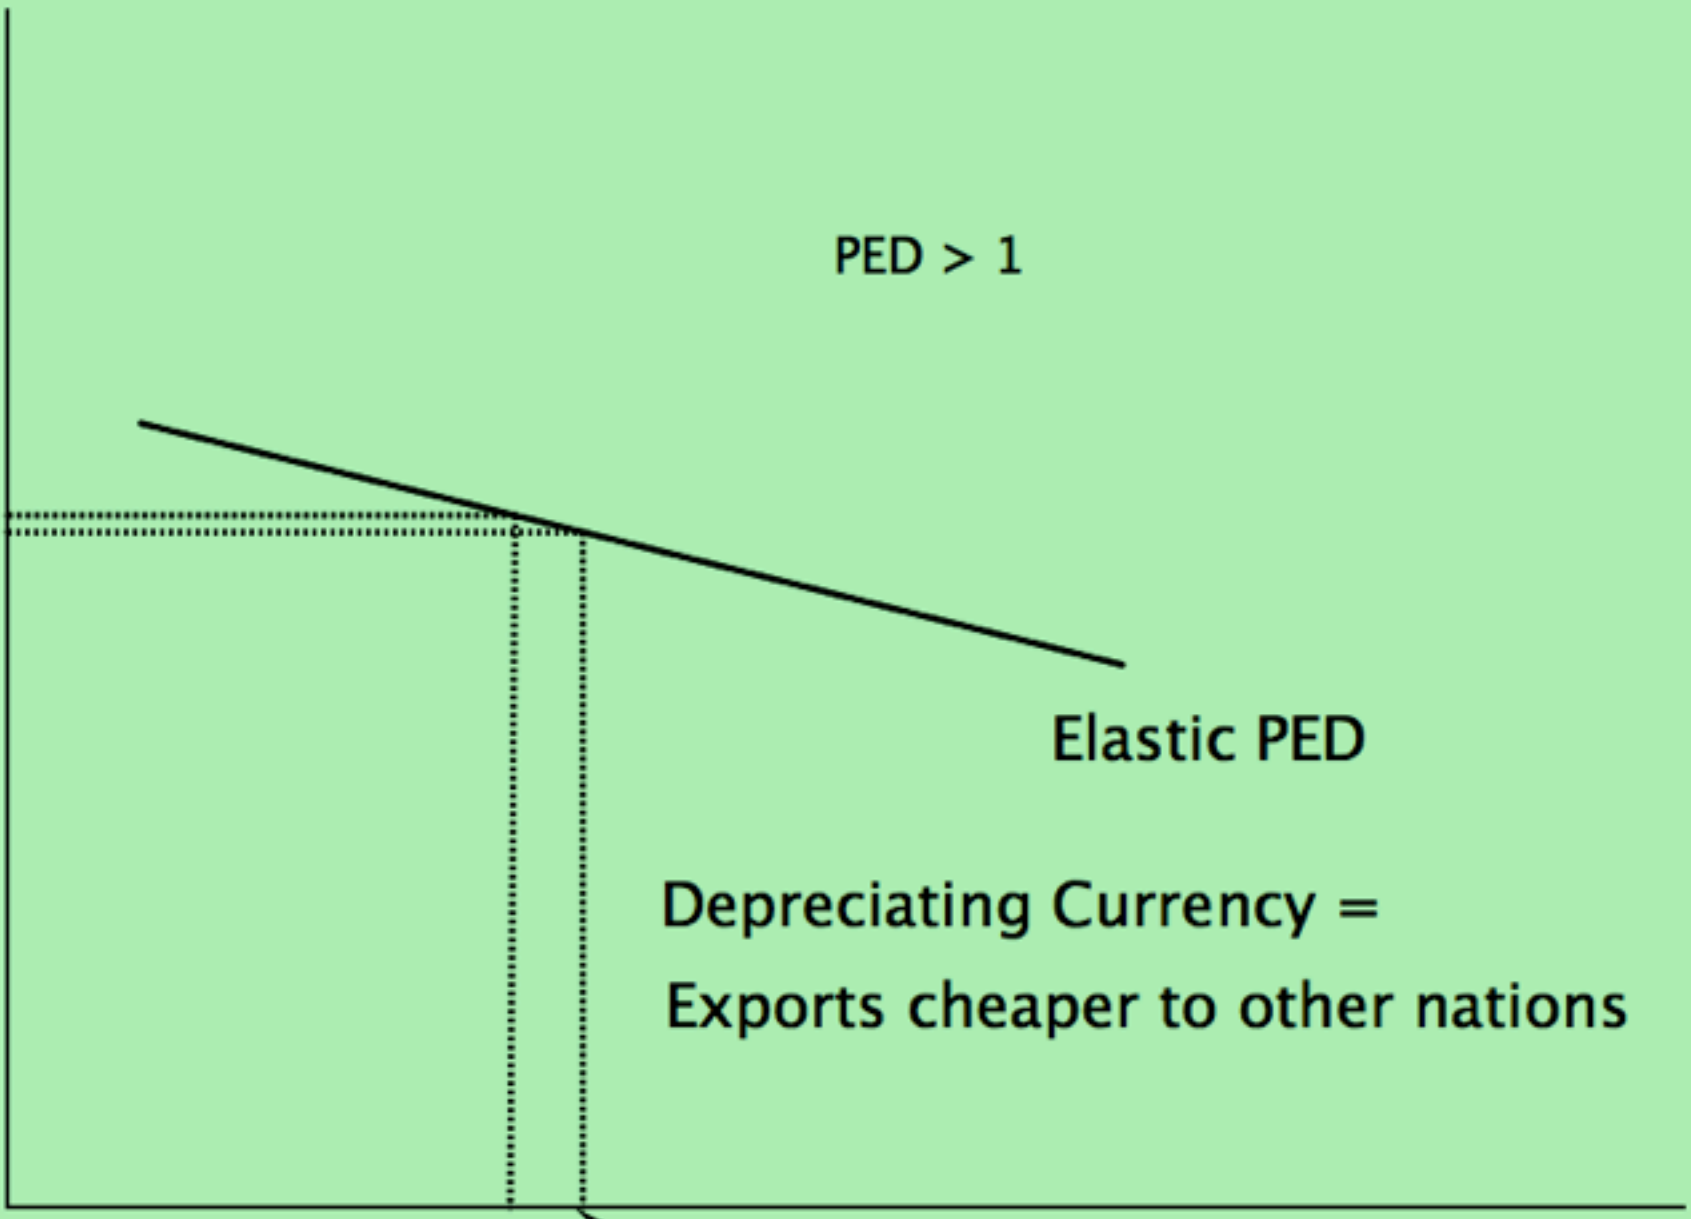 PED > 1
Elastic PED
Depreciating Currency =
Exports cheaper to other nations